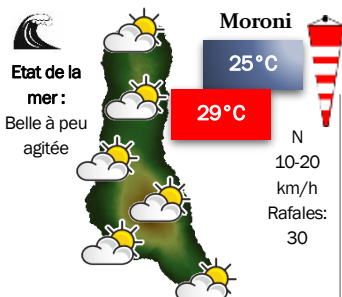 Moroni
Etat de la
mer :
Belle à peu
agitée
25°C
29°C
N
10-20
km/h
Rafales:
30